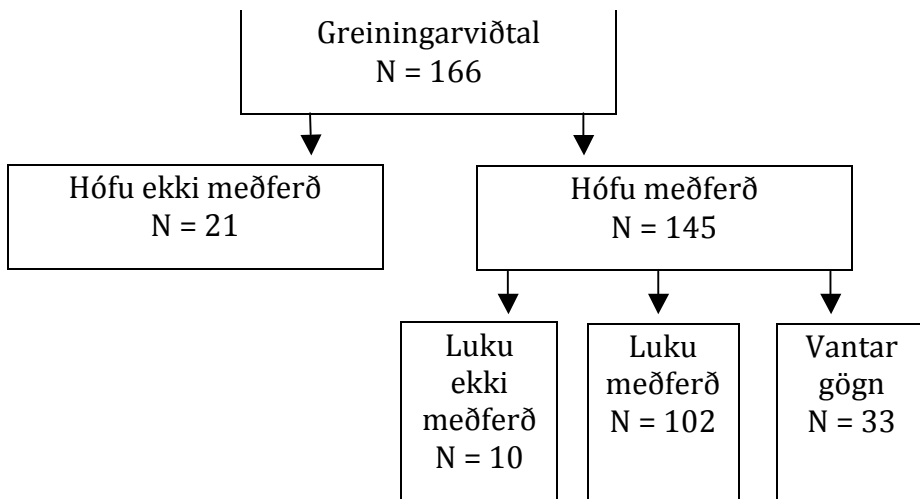 Greiningarviðtal
N = 166
Hófu ekki meðferð
N = 21
Hófu meðferð
N = 145
Luku
ekki
meðferð
N = 10
Luku
meðferð
N = 102
Vantar
gögn
N = 33